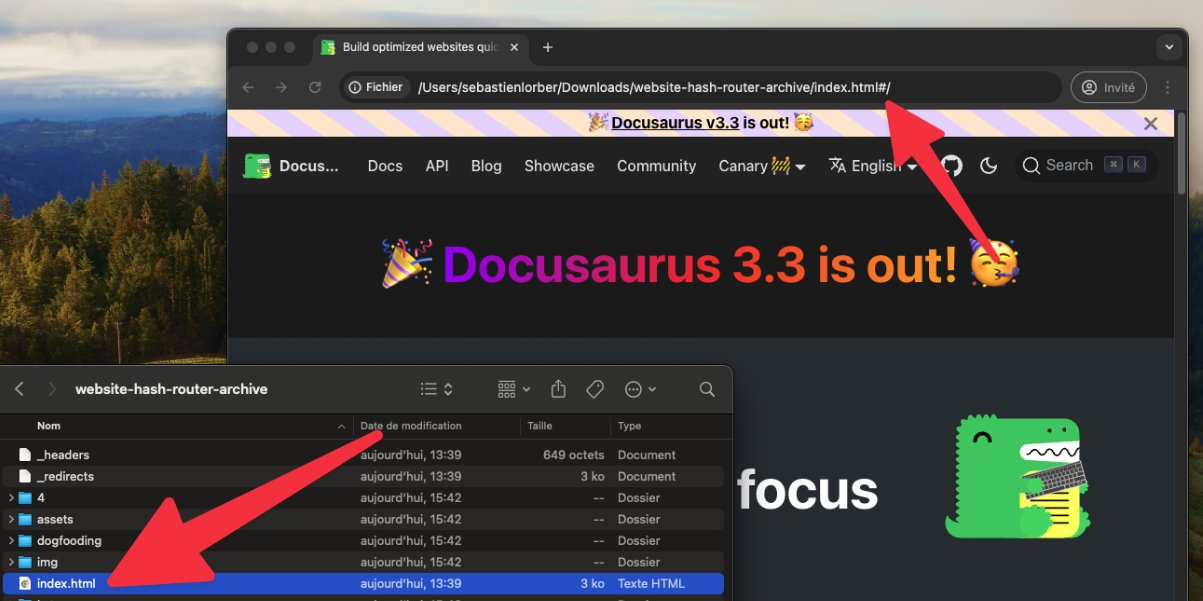 Build optimized websites quic
Fichier /Users/sebastienlorber/Downloads/website-hash-router-archive/index.html#/ Invité
🎉 Docusaurus v3.3 is out! 🥳
Docus... Docs API Blog Showcase Community Canary🚧 English Search ⌘ K
🎉 Docusaurus 3.3 is out! 🥳
focus
website-hash-router-archive
Nom Date de modification Taille Type
_headers aujourd'hui, 13:39 649 octets Document
_redirects aujourd'hui, 13:39 3 ko Document
4 aujourd'hui, 15:42 -- Dossier
assets aujourd'hui, 15:42 -- Dossier
dogfooding aujourd'hui, 15:42 -- Dossier
img aujourd'hui, 15:42 -- Dossier
index.html aujourd'hui, 13:39 3 ko Texte HTML